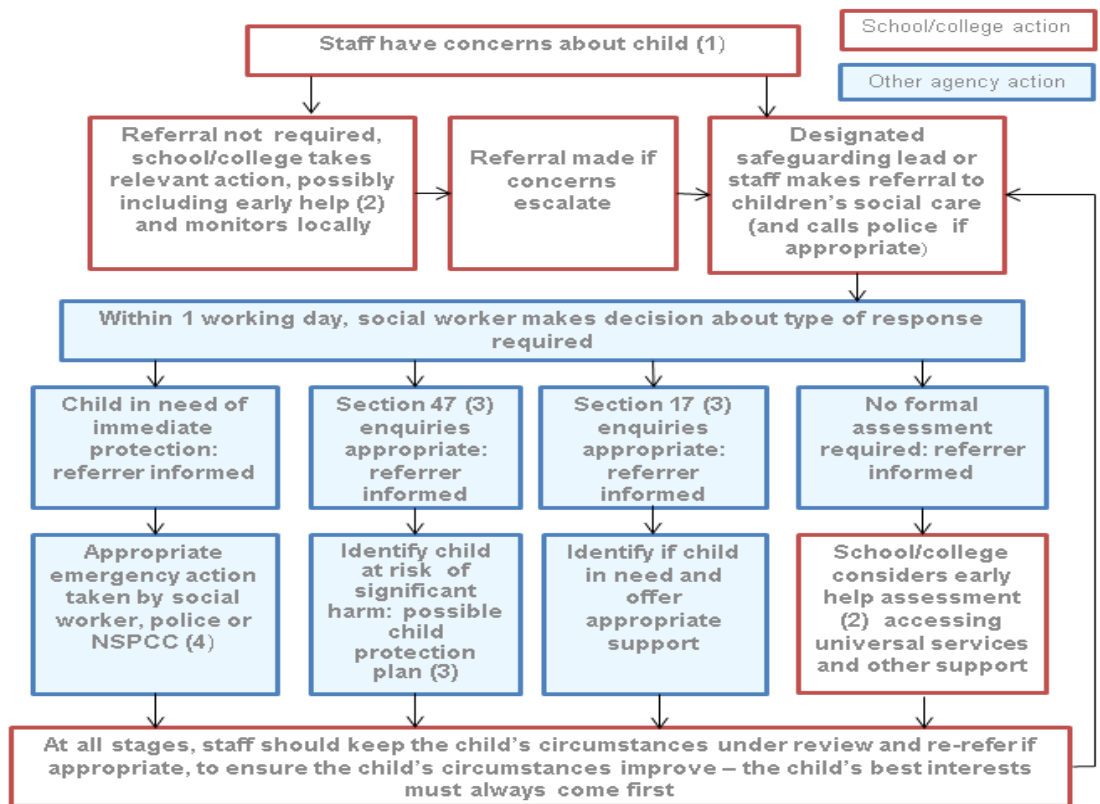 Staff have concerns about child (1)
School/college action
Other agency action
Referral not required,
school/college takes
relevant action, possibly
including early help (2)
and monitors locally
Referral made if
concerns
escalate
Designated
safeguarding lead or
staff makes referral to
children's social care
(and calls police if
appropriate)
Within 1 working day, social worker makes decision about type of response
required
Child in need of
immediate
protection:
referrer informed
Section 47 (3)
enquiries
appropriate:
referrer
informed
Section 17 (3)
enquiries
appropriate:
referrer
informed
No formal
assessment
required: referrer
informed
Appropriate
emergency action
taken by social
worker, police or
NSPCC (4)
Identify child
at risk of
significant
harm: possible
child
protection
plan (3)
Identify if child
in need and
offer
appropriate
support
School/college
considers early
help assessment
(2) accessing
universal services
and other support
At all stages, staff should keep the child's circumstances under review and re-refer if
appropriate, to ensure the child's circumstances improve – the child's best interests
must always come first